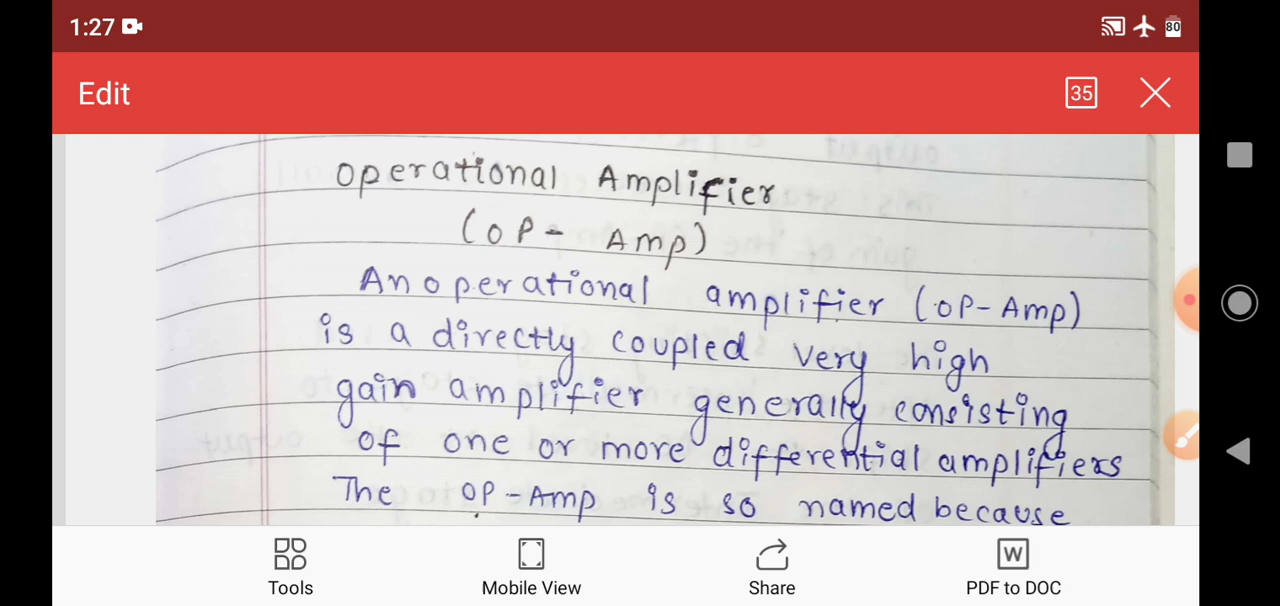 1:27
80
Edit
35
Operational Amplifier
(OP- Amp)
An operational amplifier (OP-Amp)
is a directly coupled very high
gain amplifier generally consisting
of one or more differential amplifiers
The OP-Amp is so named because
Tools
Mobile View
Share
W
PDF to DOC